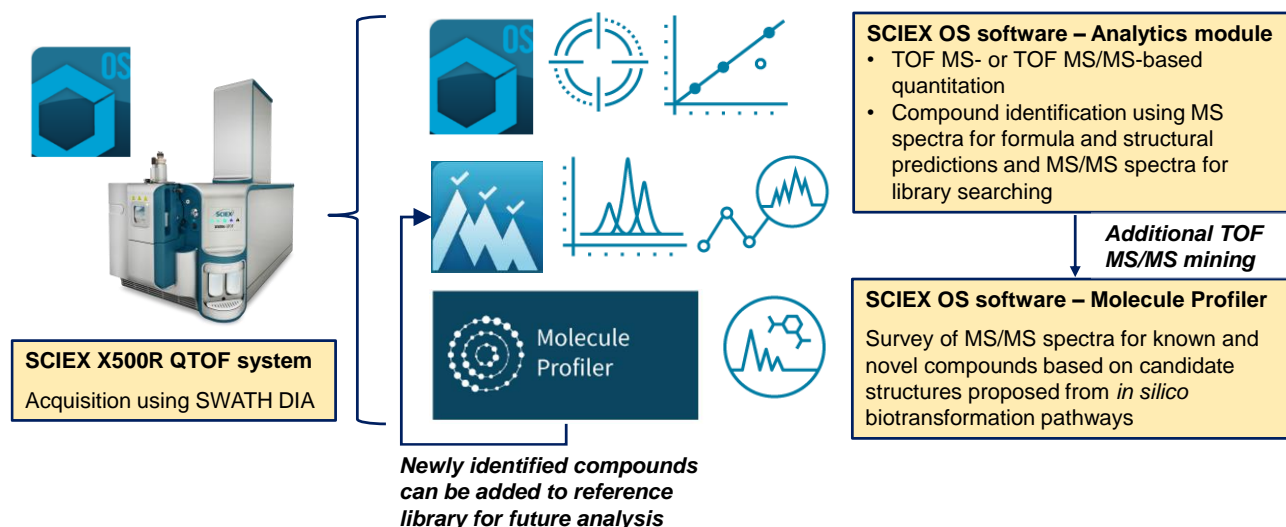 OS
OS
SCIEX
SCIEX X500R QTOF system
Acquisition using SWATH DIA
Molecule
Profiler
Newly identified compounds
can be added to reference
library for future analysis
SCIEX OS software – Analytics module
• TOF MS- or TOF MS/MS-based
quantitation
• Compound identification using MS
spectra for formula and structural
predictions and MS/MS spectra for
library searching
Additional TOF
MS/MS mining
SCIEX OS software – Molecule Profiler
Survey of MS/MS spectra for known and
novel compounds based on candidate
structures proposed from in silico
biotransformation pathways